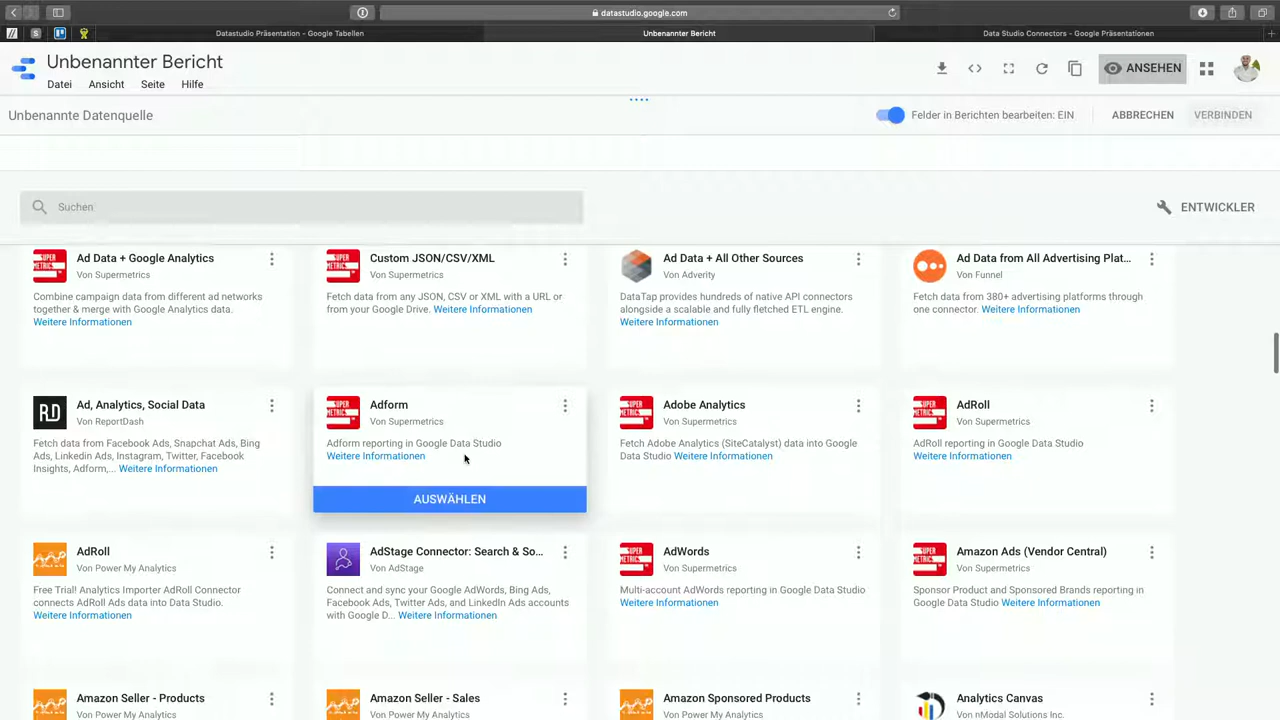 datastudio.google.com
Datastudio Präsentation - Google Tabellen
Unbenannter Bericht
Data Studio Connectors - Google Präsentationen
Unbenannter Bericht
Datei Ansicht Seite Hilfe
ANSEHEN
Unbenannte Datenquelle
Felder in Berichten bearbeiten: EIN
ABBRECHEN
VERBINDEN
Suchen
ENTWICKLER
Ad Data + Google Analytics
Von Supermetrics
Combine campaign data from different ad networks
together & merge with Google Analytics data.
Weitere Informationen
Custom JSON/CSV/XML
Von Supermetrics
Fetch data from any JSON, CSV or XML with a URL or
from your Google Drive. Weitere Informationen
Ad Data + All Other Sources
Von Adverity
DataTap provides hundreds of native API connectors
alongside a scalable and fully fletched ETL engine.
Weitere Informationen
Ad Data from All Advertising Plat...
Von Funnel
Fetch data from 380+ advertising platforms through
one connector. Weitere Informationen
RD
Ad, Analytics, Social Data
Von ReportDash
Fetch data from Facebook Ads, Snapchat Ads, Bing
Ads, Linkedin Ads, Instagram, Twitter, Facebook
Insights, Adform,... Weitere Informationen
Adform
Von Supermetrics
Adform reporting in Google Data Studio
Weitere Informationen
AUSWÄHLEN
Adobe Analytics
Von Supermetrics
Fetch Adobe Analytics (SiteCatalyst) data into Google
Data Studio Weitere Informationen
AdRoll
Von Supermetrics
AdRoll reporting in Google Data Studio
Weitere Informationen
AdRoll
Von Power My Analytics
Free Trial! Analytics Importer AdRoll Connector
connects AdRoll Ads data into Data Studio.
Weitere Informationen
AdStage Connector: Search & So...
Von AdStage
Connect and sync your Google AdWords, Bing Ads,
Facebook Ads, Twitter Ads, and LinkedIn Ads accounts
with Google D... Weitere Informationen
AdWords
Von Supermetrics
Multi-account AdWords reporting in Google Data Studio
Weitere Informationen
Amazon Ads (Vendor Central)
Von Supermetrics
Sponsor Product and Sponsored Brands reporting in
Google Data Studio Weitere Informationen
Amazon Seller - Products
Von Power My Analytics
Amazon Seller - Sales
Von Power My Analytics
Amazon Sponsored Products
Von Power My Analytics
Analytics Canvas
Von nModal Solutions Inc.